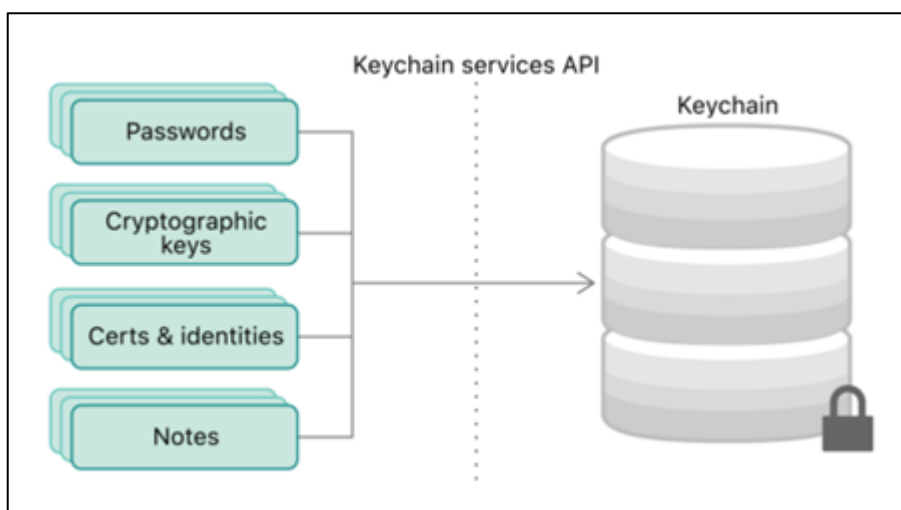 Keychain services API
Keychain
Passwords
Cryptographic
keys
Certs & identities
Notes